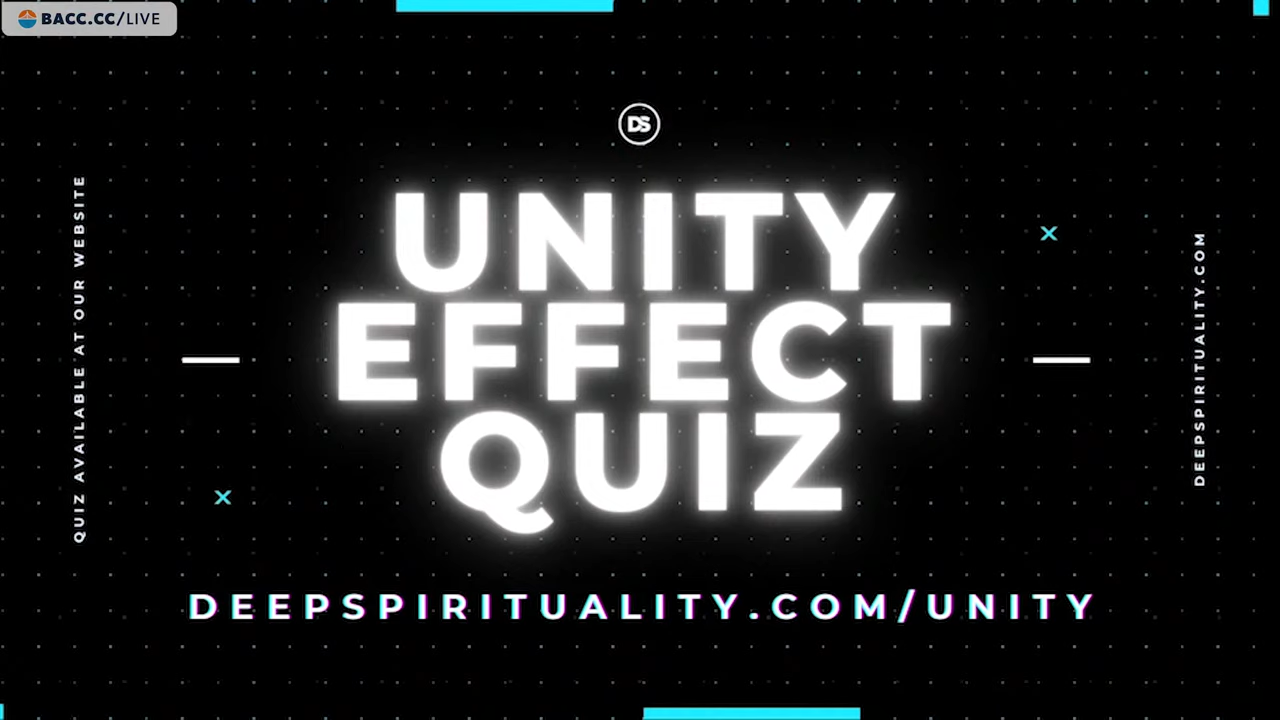 BACC.CC/LIVE
DS
UNITY
EFFECT
QUIZ
QUIZ AVAILABLE AT OUR WEBSITE
DEEPSPIRITUALITY.COM
DEEPSPIRITUALITY.COM/UNITY